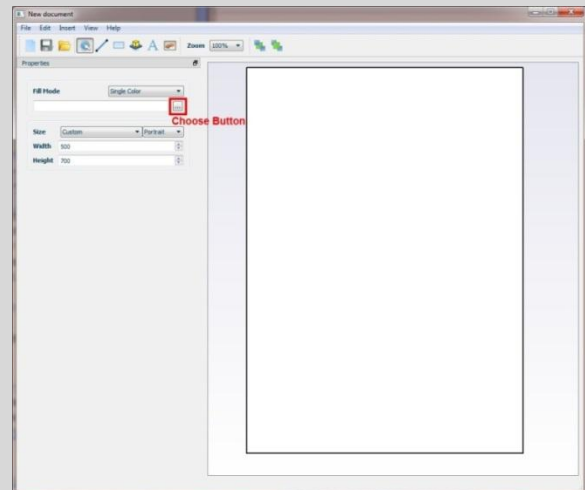 New document
File Edit Insert View Help
A Zoom 100%
Properties
Fill Mode Single Color
...
Choose Button
Size Custom Portrait
Width 500
Height 700